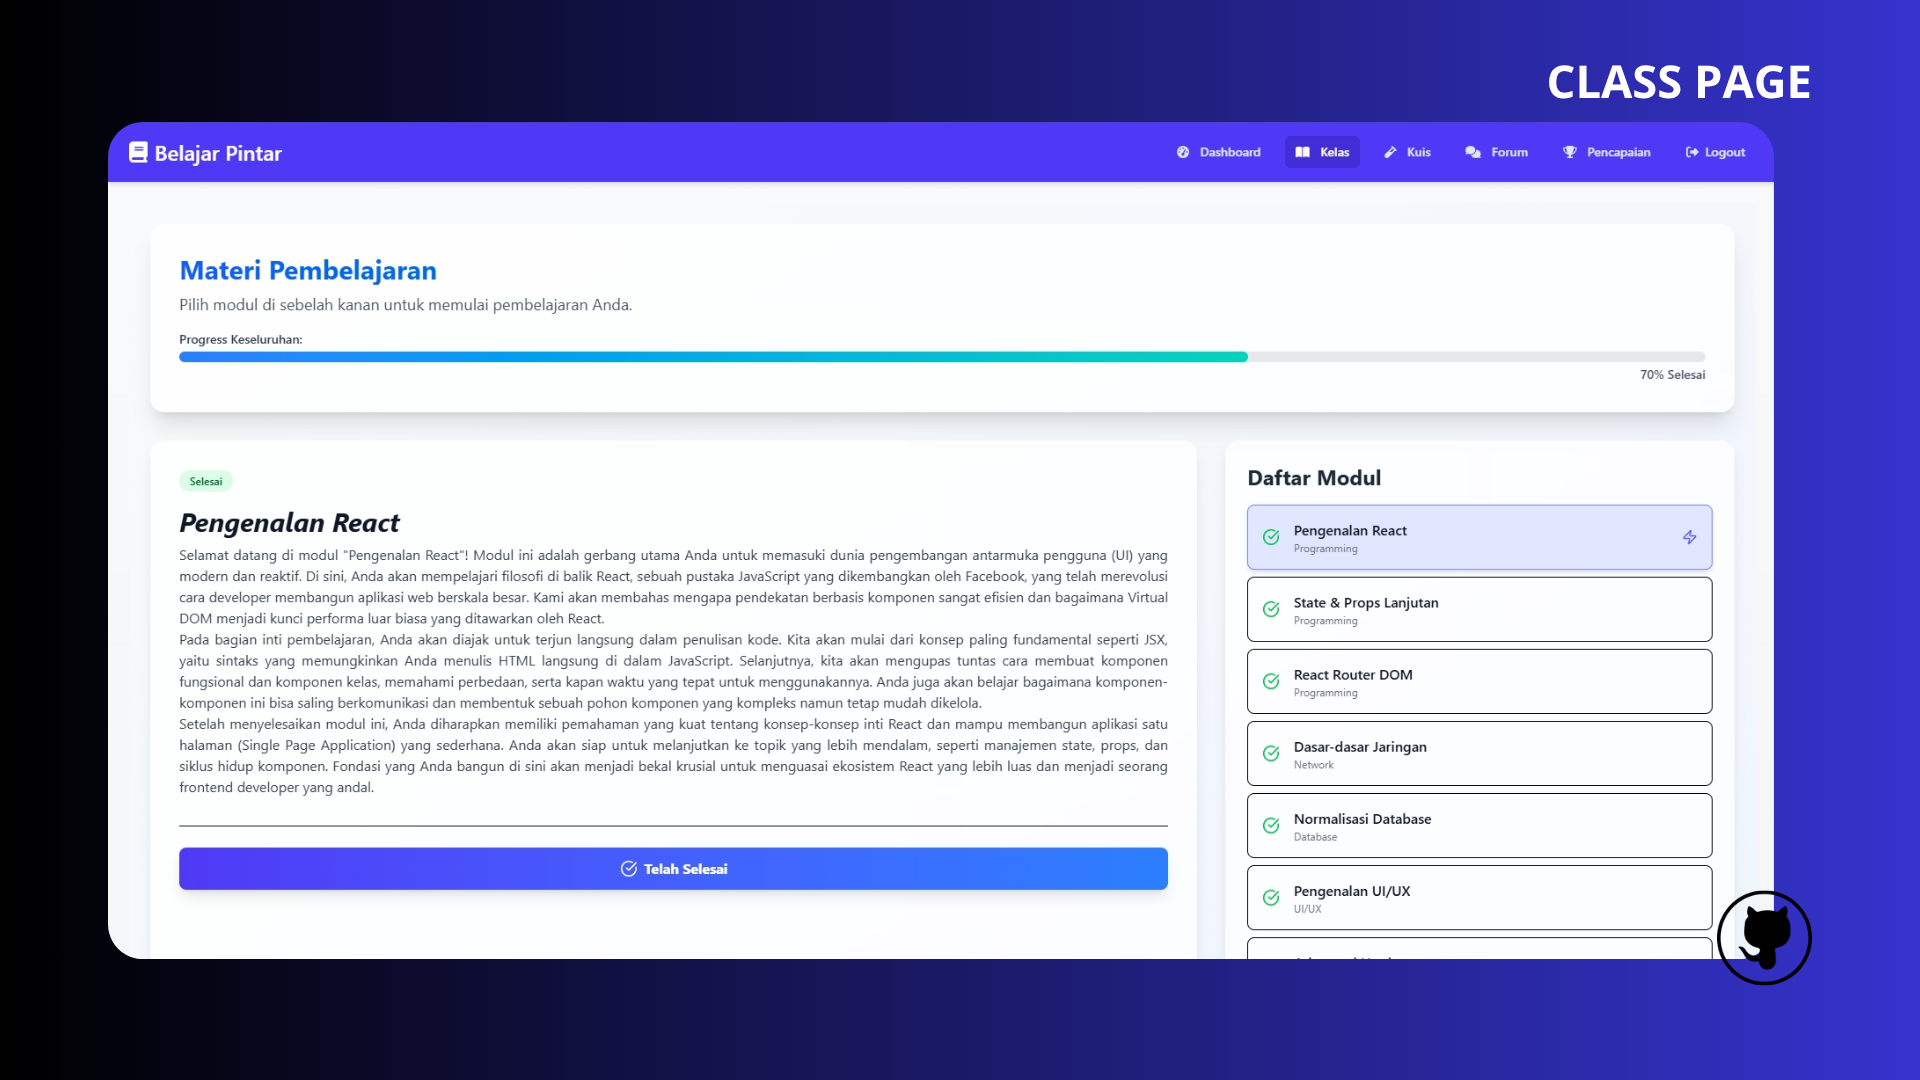 CLASS PAGE
Belajar Pintar
Dashboard
Kelas
Kuis
Forum
Pencapaian
Logout
Materi Pembelajaran
Pilih modul di sebelah kanan untuk memulai pembelajaran Anda.
Progress Keseluruhan:
70% Selesai
Selesai
Pengenalan React
Selamat datang di modul "Pengenalan React"! Modul ini adalah gerbang utama Anda untuk memasuki dunia pengembangan antarmuka pengguna (UI) yang
modern dan reaktif. Di sini, Anda akan mempelajari filosofi di balik React, sebuah pustaka JavaScript yang dikembangkan oleh Facebook, yang telah merevolusi
cara developer membangun aplikasi web berskala besar. Kami akan membahas mengapa pendekatan berbasis komponen sangat efisien dan bagaimana Virtual
DOM menjadi kunci performa luar biasa yang ditawarkan oleh React.
Pada bagian inti pembelajaran, Anda akan diajak untuk terjun langsung dalam penulisan kode. Kita akan mulai dari konsep paling fundamental seperti JSX,
yaitu sintaks yang memungkinkan Anda menulis HTML langsung di dalam JavaScript. Selanjutnya, kita akan mengupas tuntas cara membuat komponen
fungsional dan komponen kelas, memahami perbedaan, serta kapan waktu yang tepat untuk menggunakannya. Anda juga akan belajar bagaimana komponen-
komponen ini bisa saling berkomunikasi dan membentuk sebuah pohon komponen yang kompleks namun tetap mudah dikelola.
Setelah menyelesaikan modul ini, Anda diharapkan memiliki pemahaman yang kuat tentang konsep-konsep inti React dan mampu membangun aplikasi satu
halaman (Single Page Application) yang sederhana. Anda akan siap untuk melanjutkan ke topik yang lebih mendalam, seperti manajemen state, props, dan
siklus hidup komponen. Fondasi yang Anda bangun di sini akan menjadi bekal krusial untuk menguasai ekosistem React yang lebih luas dan menjadi seorang
frontend developer yang andal.
Telah Selesai
Daftar Modul
Pengenalan React
Programming
State & Props Lanjutan
Programming
React Router DOM
Programming
Dasar-dasar Jaringan
Network
Normalisasi Database
Database
Pengenalan UI/UX
UI/UX